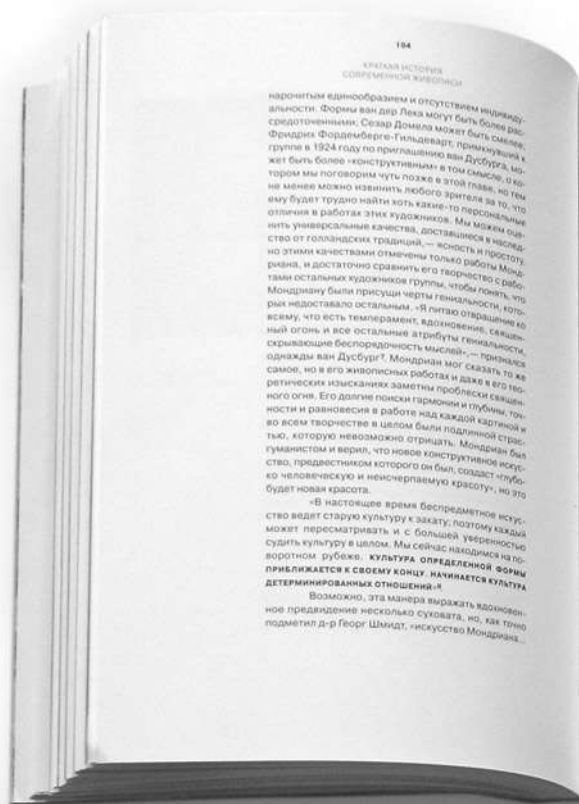 194
КРАТКАЯ ИСТОРИЯ
СОВРЕМЕННОЙ ЖИВОПИСИ
нарочитым единообразием и отсутствием индивиду-
альности. Формы ван дер Лека могут быть более рас-
средоточенными; Сезар Домела может быть смелее,
Фридрих Фордемберге-Гильдеварт, примкнувший к
группе в 1924 году по приглашению ван Дусбурга, мо-
жет быть более «конструктивным» в том смысле, о ко-
тором мы поговорим чуть позже в этой главе, но тем
не менее можно извинить любого зрителя за то, что
ему будет трудно найти хоть какие-то персональные
отличия в работах этих художников. Мы можем оце-
нить универсальные качества, доставшиеся в наслед-
ство от голландских традиций, — ясность и простоту,
но этими качествами отмечены только работы Монд-
риана, и достаточно сравнить его творчество с рабо-
тами остальных художников группы, чтобы понять, что
Мондриану были присущи черты гениальности, кото-
рых недоставало остальным. «Я питаю отвращение ко
всему, что есть темперамент, вдохновение, священ-
ный огонь и все остальные атрибуты гениальности,
скрывающие беспорядочность мыслей», — признался
однажды ван Дусбург⁷. Мондриан мог сказать то же
самое, но в его живописных работах и даже в его тео-
ретических изысканиях заметны проблески священ-
ного огня. Его долгие поиски гармонии и глубины, точ-
ности и равновесия в работе над каждой картиной и
во всем творчестве в целом были подлинной страс-
тью, которую невозможно отрицать. Мондриан был
гуманистом и верил, что новое конструктивное искус-
ство, предвестником которого он был, создаст «глубо-
ко человеческую и неисчерпаемую красоту», но это
будет новая красота.
«В настоящее время беспредметное искус-
ство ведет старую культуру к закату; поэтому каждый
может пересматривать и с большей уверенностью
судить культуру в целом. Мы сейчас находимся на по-
воротном рубеже. КУЛЬТУРА ОПРЕДЕЛЕННОЙ ФОРМЫ
ПРИБЛИЖАЕТСЯ К СВОЕМУ КОНЦУ. НАЧИНАЕТСЯ КУЛЬТУРА
ДЕТЕРМИНИРОВАННЫХ ОТНОШЕНИЙ»⁸
Возможно, эта манера выражать вдохновен-
ное предвидение несколько суховата, но, как точно
подметил д-р Георг Шмидт, «искусство Мондриана...